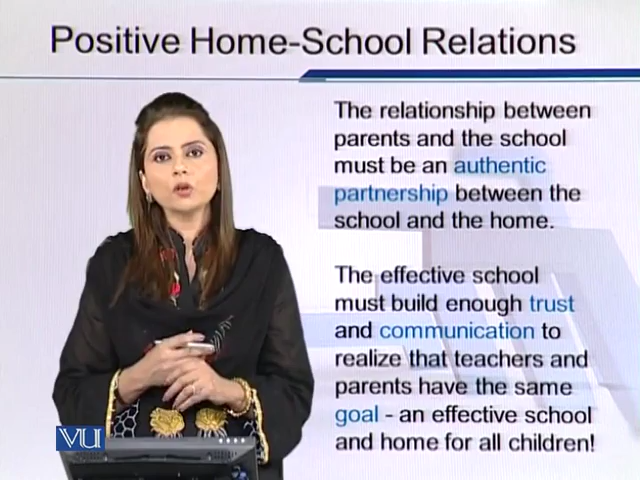 Positive Home-School Relations
The relationship between
parents and the school
must be an authentic
partnership between the
school and the home.
The effective school
must build enough trust
and communication to
realize that teachers and
parents have the same
goal - an effective school
and home for all children!
VU